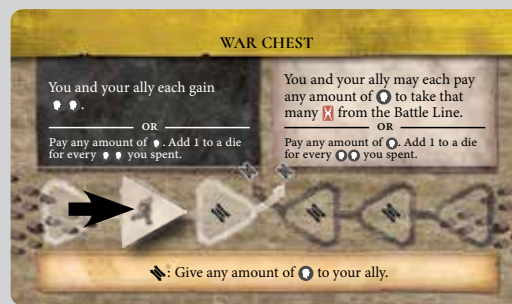 WAR CHEST
You and your ally each gain
.
OR
Pay any amount of . Add 1 to a die
for every you spent.
You and your ally may each pay
any amount of to take that
many from the Battle Line.
OR
Pay any amount of . Add 1 to a die
for every you spent.
: Give any amount of to your ally.